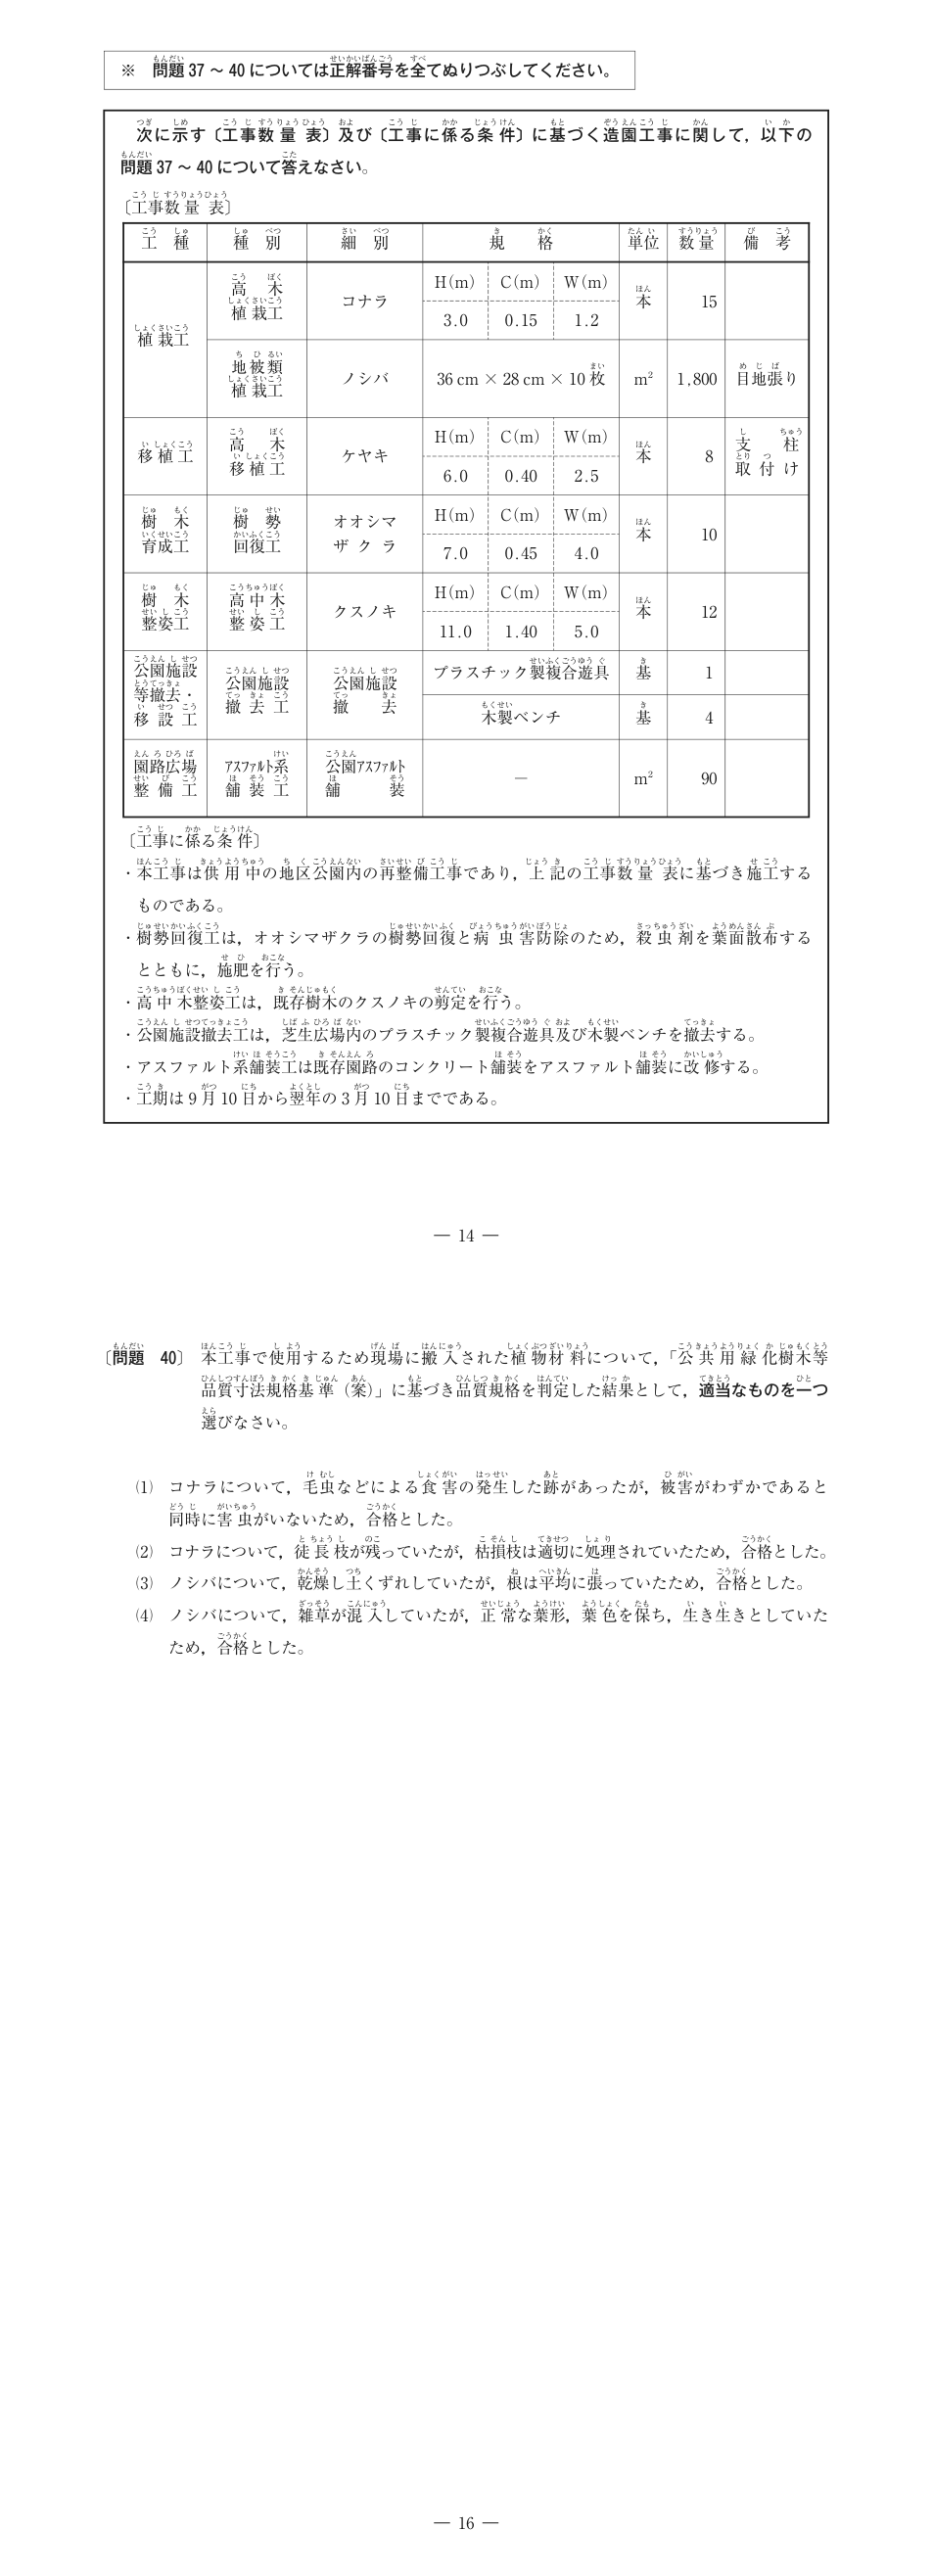 ※ 問題 37 ～ 40 については正解番号を全てぬりつぶしてください。
次に示す〔工事数量表〕及び〔工事に係る条件〕に基づく造園工事に関して，以下の
問題 37 ～ 40 について答えなさい。
〔工事数量表〕
工種 種別 細別 規格 単位 数量 備考
植栽工 高木植栽工 コナラ H(m) C(m) W(m) 本 15
3.0 0.15 1.2
地被類植栽工 ノシバ 36 cm × 28 cm × 10 枚 m² 1,800 目地張り
移植工 高木移植工 ケヤキ H(m) C(m) W(m) 本 8 支柱取付け
6.0 0.40 2.5
樹木育成工 樹勢回復工 オオシマザクラ H(m) C(m) W(m) 本 10
7.0 0.45 4.0
樹木整姿工 高中木整姿工 クスノキ H(m) C(m) W(m) 本 12
11.0 1.40 5.0
公園施設等撤去・移設工 公園施設撤去工 公園施設撤去 プラスチック製複合遊具 基 1
木製ベンチ 基 4
園路広場整備工 アスファルト系舗装工 公園アスファルト舗装 － m² 90
〔工事に係る条件〕
・本工事は供用中の地区公園内の再整備工事であり，上記の工事数量表に基づき施工する
ものである。
・樹勢回復工は，オオシマザクラの樹勢回復と病虫害防除のため，殺虫剤を葉面散布する
とともに，施肥を行う。
・高中木整姿工は，既存樹木のクスノキの剪定を行う。
・公園施設撤去工は，芝生広場内のプラスチック製複合遊具及び木製ベンチを撤去する。
・アスファルト系舗装工は既存園路のコンクリート舗装をアスファルト舗装に改修する。
・工期は 9 月 10 日から翌年の 3 月 10 日までである。
― 14 ―
〔問題 40〕 本工事で使用するため現場に搬入された植物材料について，「公共用緑化樹木等
品質寸法規格基準（案）」に基づき品質規格を判定した結果として，適当なものを一つ
選びなさい。
⑴ コナラについて，毛虫などによる食害の発生した跡があったが，被害がわずかであると
同時に害虫がいないため，合格とした。
⑵ コナラについて，徒長枝が残っていたが，枯損枝は適切に処理されていたため，合格とした。
⑶ ノシバについて，乾燥し土くずれしていたが，根は平均に張っていたため，合格とした。
⑷ ノシバについて，雑草が混入していたが，正常な葉形，葉色を保ち，生き生きとしていた
ため，合格とした。
― 16 ―